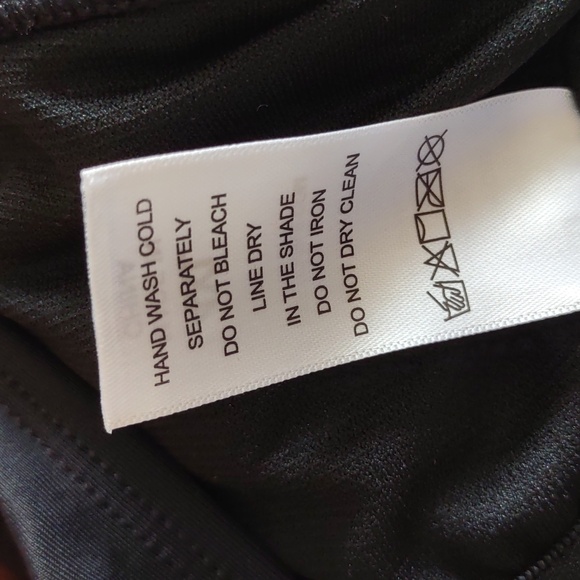 HAND WASH COLD
SEPARATELY
DO NOT BLEACH
LINE DRY
IN THE SHADE
DO NOT IRON
DO NOT DRY CLEAN